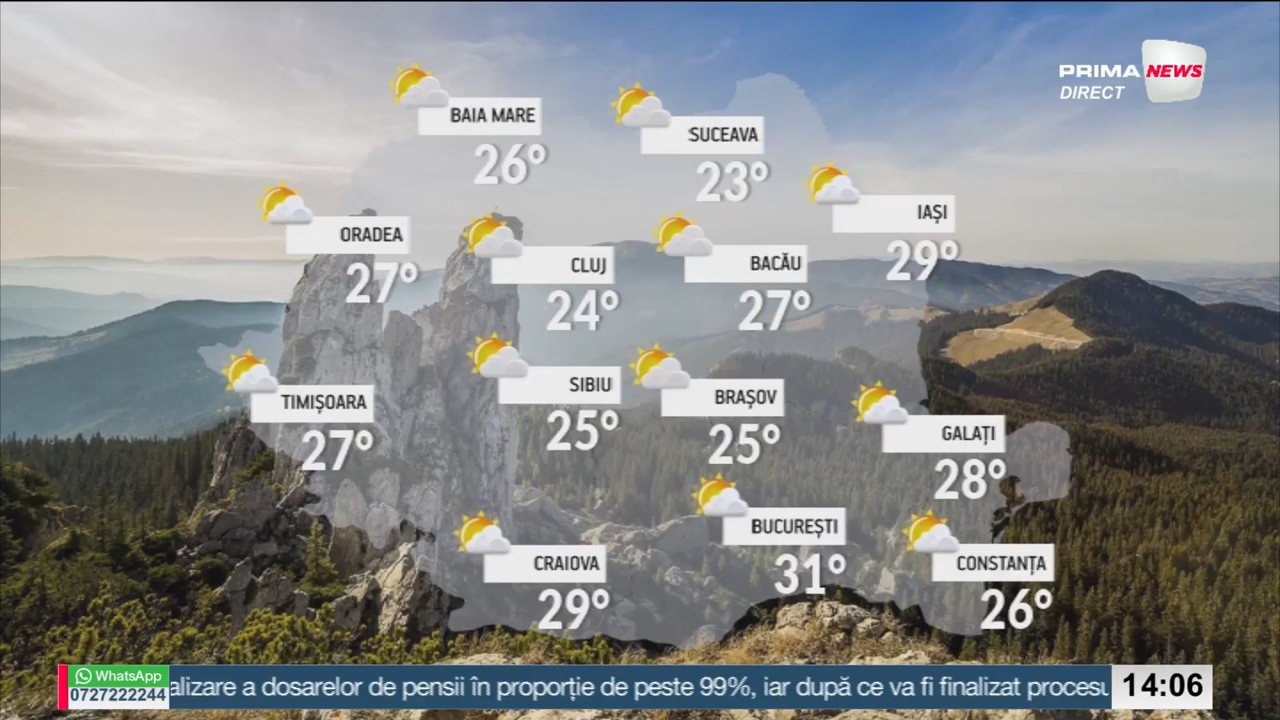 PRIMA NEWS
DIRECT
BAIA MARE
26°
SUCEAVA
23°
IAȘI
29°
ORADEA
27°
CLUJ
24°
BACĂU
27°
TIMIȘOARA
27°
SIBIU
25°
BRAȘOV
25°
GALAȚI
28°
BUCUREȘTI
31°
CRAIOVA
29°
CONSTANȚA
26°
WhatsApp
0727222244
alizare a dosarelor de pensii în proporție de peste 99%, iar după ce va fi finalizat procesu
14:06